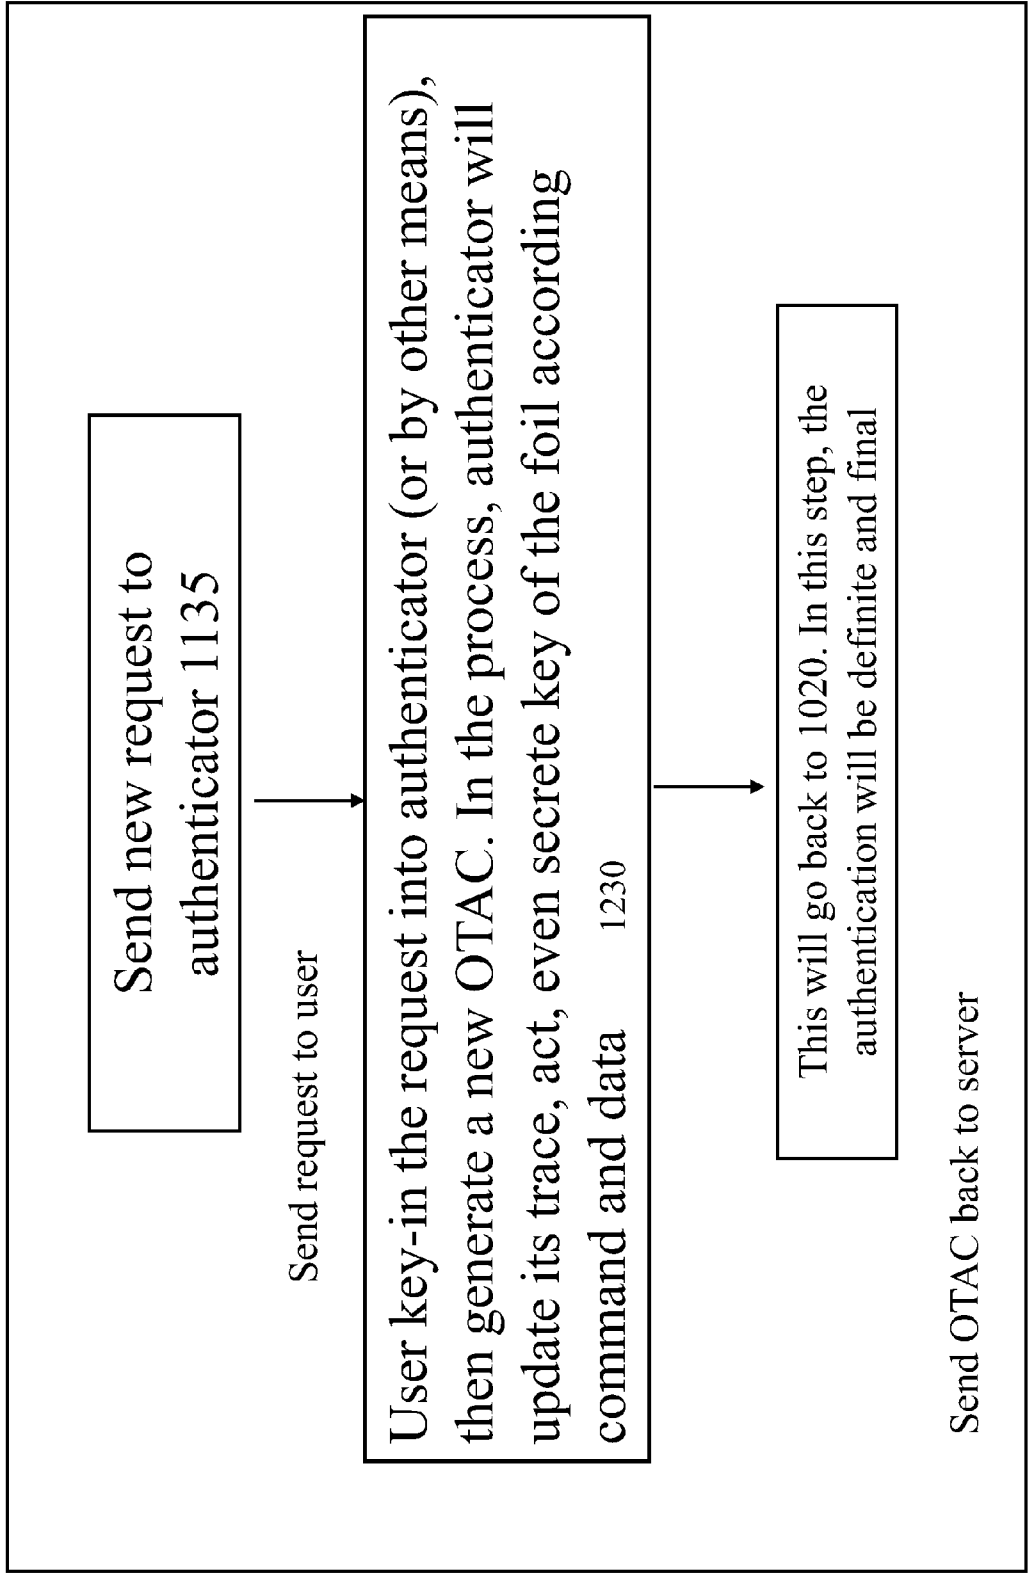 Send new request to
authenticator 1135
Send request to user
User key-in the request into authenticator (or by other means),
then generate a new OTAC. In the process, authenticator will
update its trace, act, even secrete key of the foil according
command and data 1230
This will go back to 1020. In this step, the
authentication will be definite and final
Send OTAC back to server